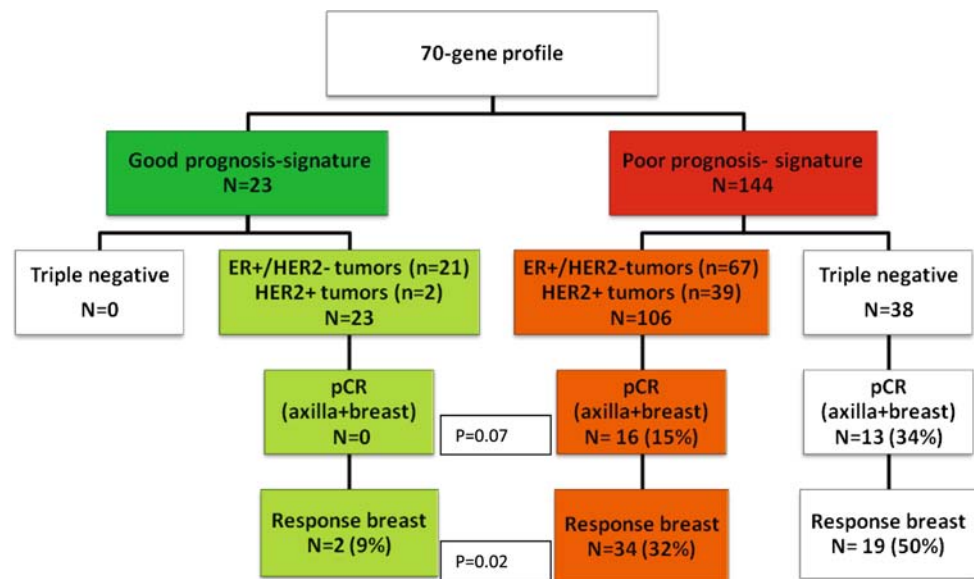 70-gene profile
Good prognosis-signature
N=23
Poor prognosis- signature
N=144
Triple negative
N=0
ER+/HER2- tumors (n=21)
HER2+ tumors (n=2)
N=23
ER+/HER2-tumors (n=67)
HER2+ tumors (n=39)
N=106
Triple negative
N=38
pCR
(axilla+breast)
N=0
P=0.07
pCR
(axilla+breast)
N= 16 (15%)
pCR
(axilla+breast)
N=13 (34%)
Response breast
N=2 (9%)
P=0.02
Response breast
N=34 (32%)
Response breast
N= 19 (50%)